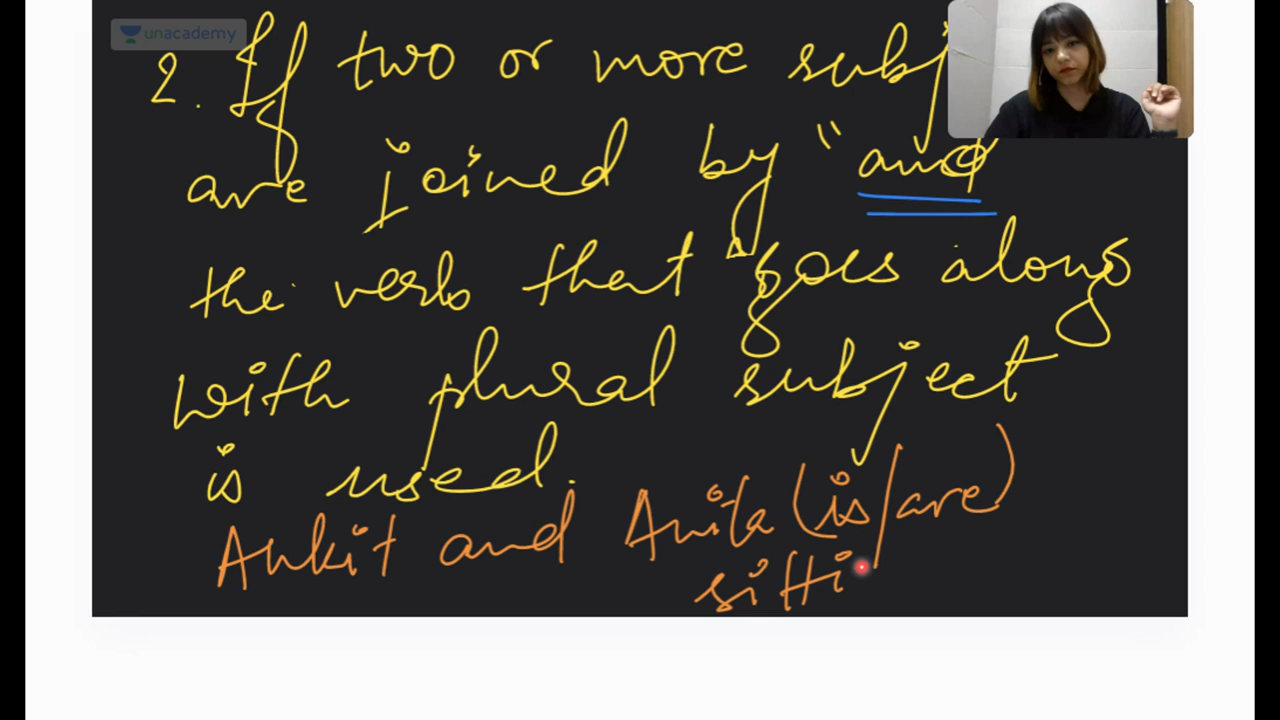 unacademy
2. If two or more subj
are joined by "and
the verb that goes along
with plural subject
is used.
Ankit and Anita (is/are)
sitti